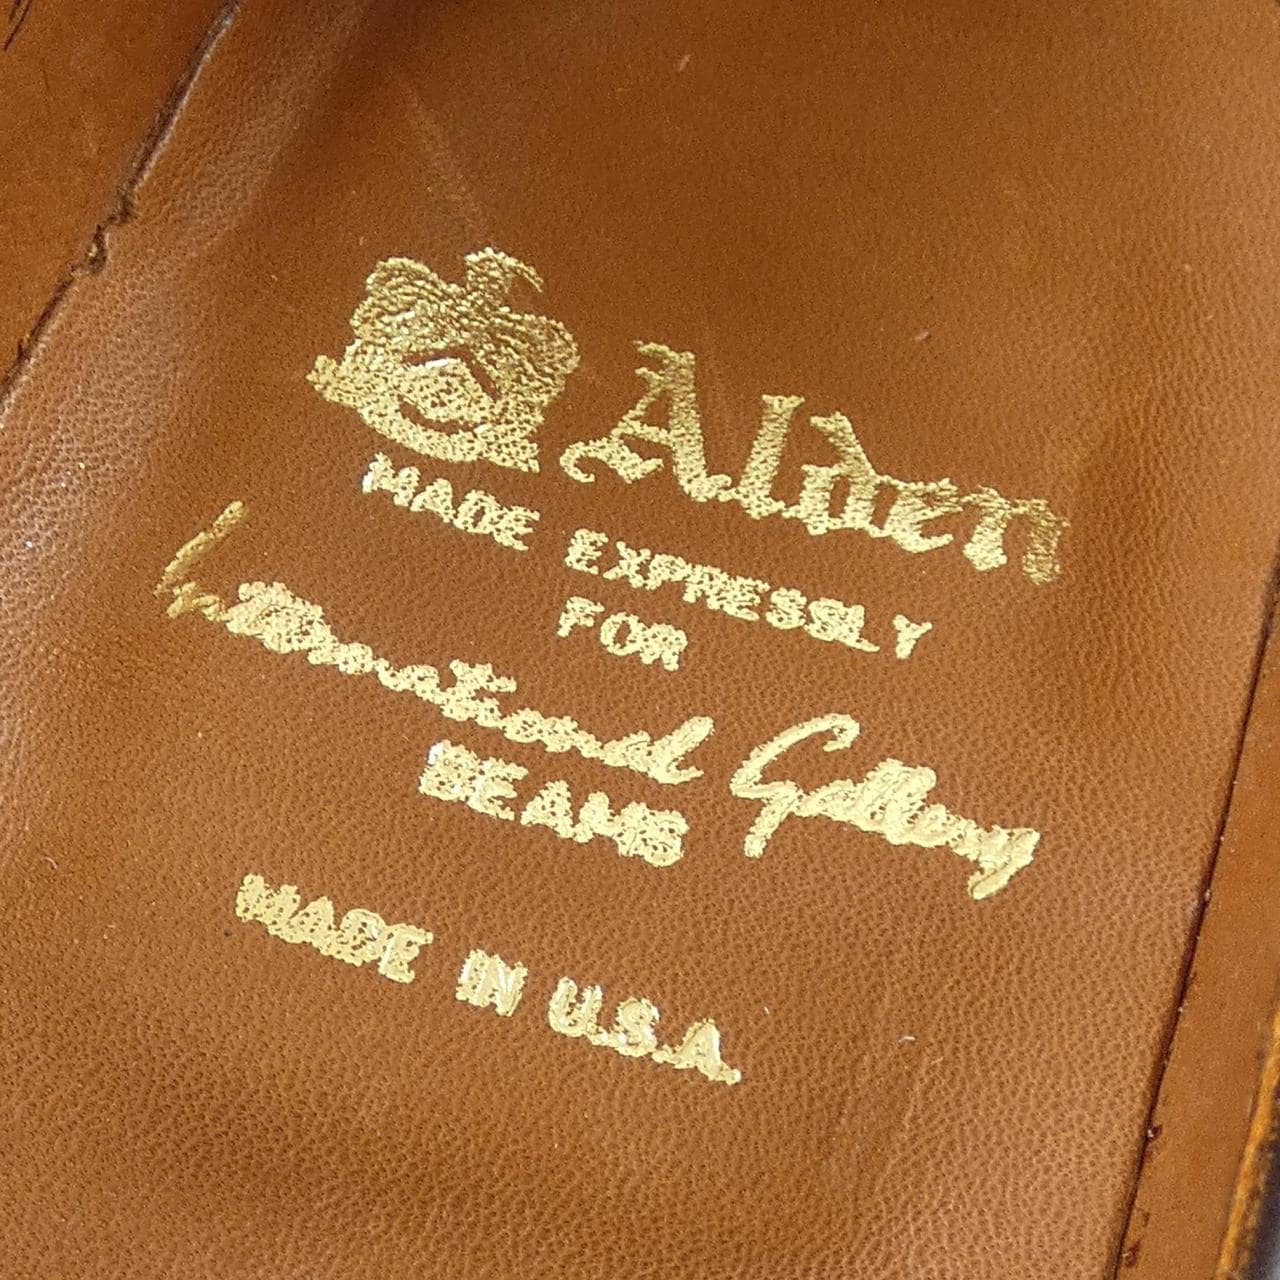 Alden
MADE EXPRESSLY
FOR
International Gallery
BEAMS
MADE IN U.S.A.